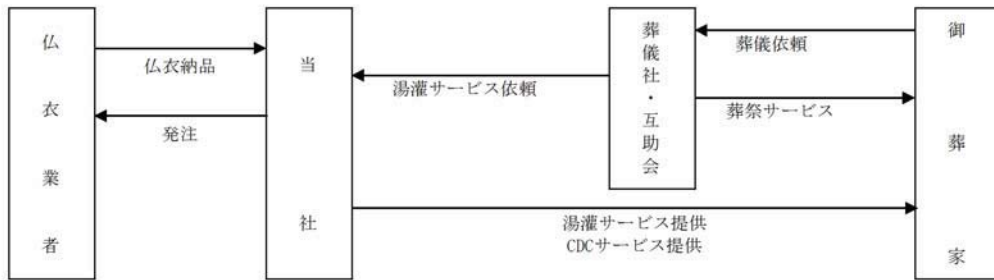 仏衣業者
仏衣納品
発注
当社
湯灌サービス依頼
葬儀社・互助会
葬儀依頼
葬祭サービス
湯灌サービス提供
CDCサービス提供
御葬家